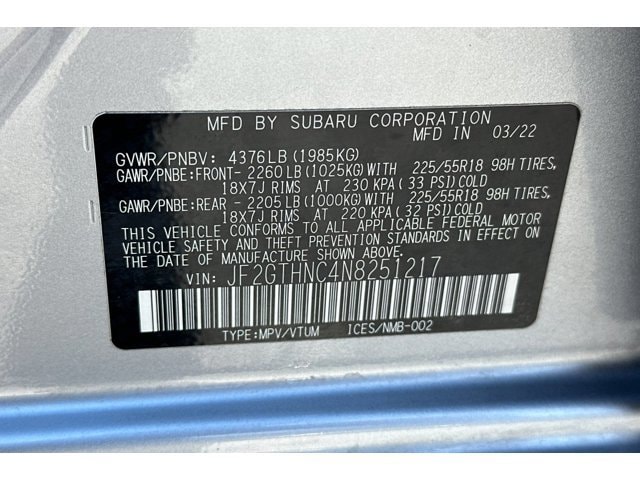 MFD BY SUBARU CORPORATION
MFD IN 03/22
GVWR/PNBV: 4376LB (1985KG)
GAWR/PNBE:FRONT- 2260 LB (1025KG) WITH 225/55R18 98H TIRES,
18X7J RIMS AT 230 KPA ( 33 PSI) COLD
GAWR/PNBE:REAR - 2205 LB (1000KG) WITH 225/55R18 98H TIRES,
18X7J RIMS AT 220 KPA ( 32 PSI) COLD
THIS VEHICLE CONFORMS TO ALL APPLICABLE FEDERAL MOTOR
VEHICLE SAFETY AND THEFT PREVENTION STANDARDS IN EFFECT ON
THE DATE OF MANUFACTURE SHOWN ABOVE.
VIN: JF2GTHNC4N8251217
TYPE:MPV/VTUM ICES/NMB-002